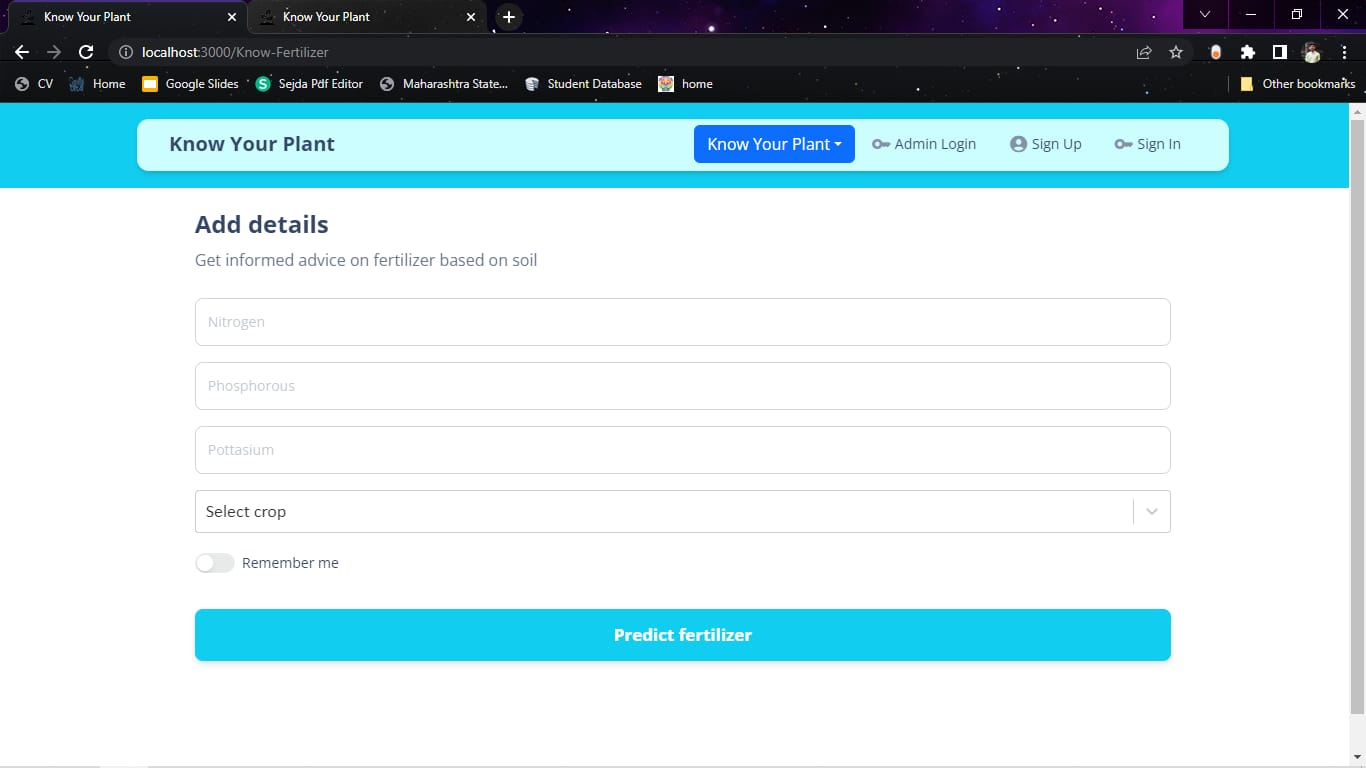 Know Your Plant
Know Your Plant
localhost:3000/Know-Fertilizer
CV Home Google Slides Sejda Pdf Editor Maharashtra State... Student Database home Other bookmarks
Know Your Plant Know Your Plant Admin Login Sign Up Sign In
Add details
Get informed advice on fertilizer based on soil
Nitrogen
Phosphorous
Pottasium
Select crop
Remember me
Predict fertilizer